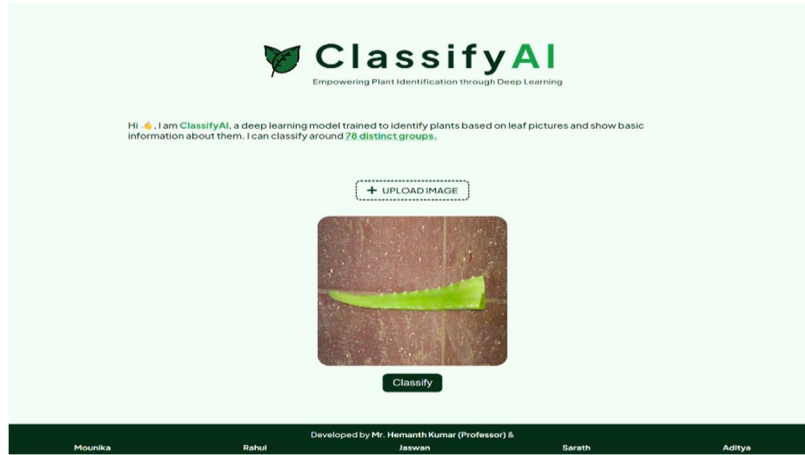 ClassifyAI
Empowering Plant Identification through Deep Learning
Hi 🤙, I am ClassifyAI, a deep learning model trained to identify plants based on leaf pictures and show basic
information about them. I can classify around 78 distinct groups.
+ UPLOAD IMAGE
Classify
Developed by Mr. Hemanth Kumar (Professor) &
Mounika Rahul Jaswan Sarath Aditya